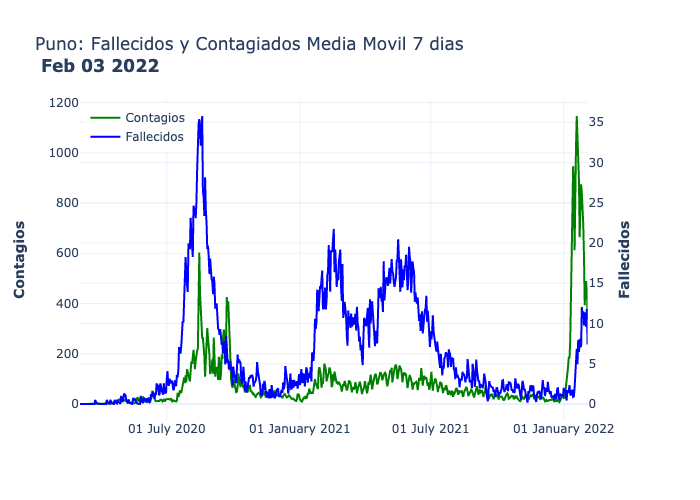 Puno: Fallecidos y Contagiados Media Movil 7 dias
Feb 03 2022
Contagios
Fallecidos
1200
1000
800
600
400
200
0
35
30
25
20
15
10
5
0
Contagios
Fallecidos
01 July 2020
01 January 2021
01 July 2021
01 January 2022